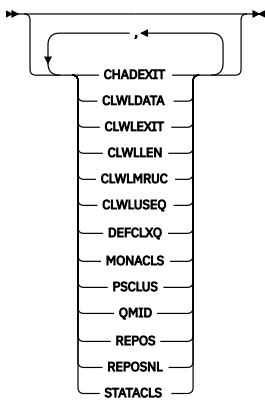 ,
CHADEXIT
CLWLDATA
CLWLEXIT
CLWLLEN
CLWLMRUC
CLWLUSEQ
DEFCLXQ
MONACLS
PSCLUS
QMID
REPOS
REPOSNL
STATACLS